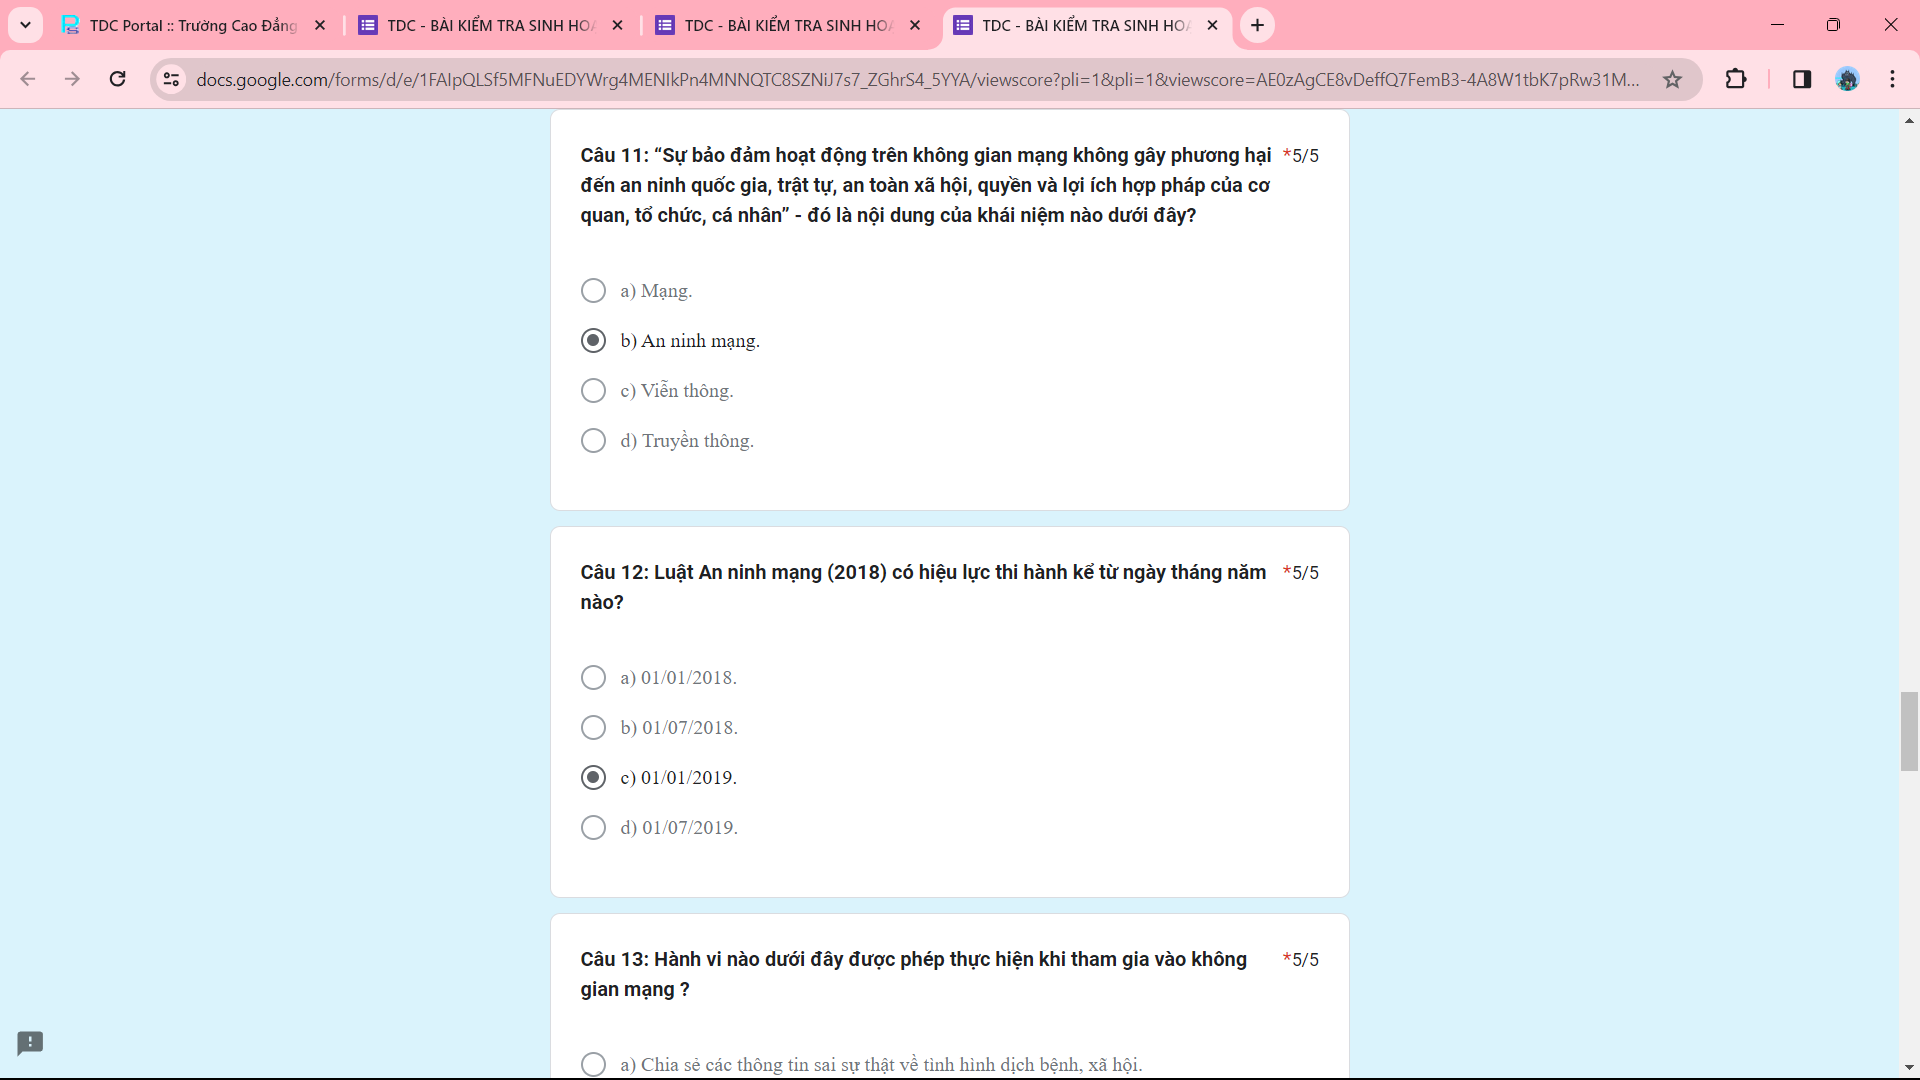 TDC Portal :: Trường Cao Đẳng
TDC - BÀI KIỂM TRA SINH HOẠ
TDC - BÀI KIỂM TRA SINH HOẠ
TDC - BÀI KIỂM TRA SINH HOẠ
docs.google.com/forms/d/e/1FAIpQLSf5MFNuEDYWrg4MENIkPn4MNNQTC8SZNiJ7s7_ZGhrS4_5YYA/viewscore?pli=1&pli=1&viewscore=AE0zAgCE8vDeffQ7FemB3-4A8W1tbK7pRw31M...
Câu 11: “Sự bảo đảm hoạt động trên không gian mạng không gây phương hại *5/5
đến an ninh quốc gia, trật tự, an toàn xã hội, quyền và lợi ích hợp pháp của cơ
quan, tổ chức, cá nhân” - đó là nội dung của khái niệm nào dưới đây?
a) Mạng.
b) An ninh mạng.
c) Viễn thông.
d) Truyền thông.
Câu 12: Luật An ninh mạng (2018) có hiệu lực thi hành kể từ ngày tháng năm *5/5
nào?
a) 01/01/2018.
b) 01/07/2018.
c) 01/01/2019.
d) 01/07/2019.
Câu 13: Hành vi nào dưới đây được phép thực hiện khi tham gia vào không *5/5
gian mạng ?
a) Chia sẻ các thông tin sai sự thật về tình hình dịch bệnh, xã hội.